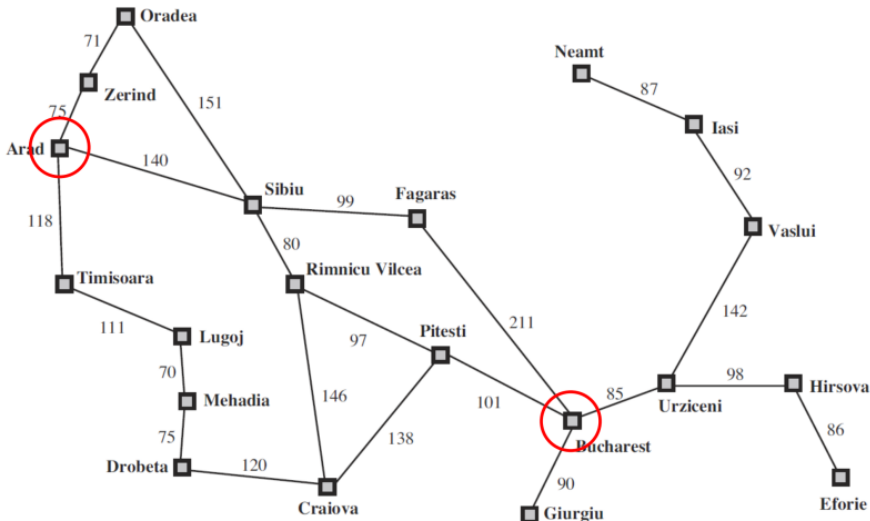 Oradea
71
Neamt
Zerind
87
75
151
Iasi
Arad
140
92
Sibiu
99
Fagaras
118
80
Vaslui
Timisoara
Rimnicu Vilcea
111
211
142
Lugoj
97
Pitesti
70
98
Hirsova
Mehadia
146
101
85
Urziceni
75
138
86
Bucharest
Drobeta
120
90
Craiova
Eforie
Giurgiu